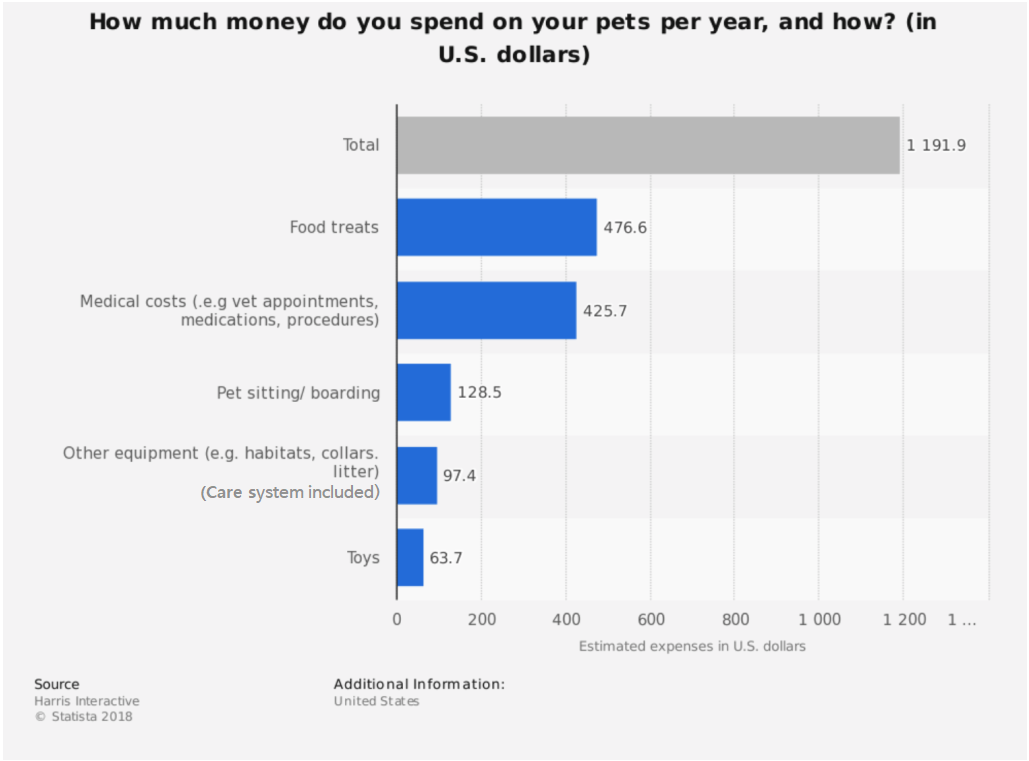 How much money do you spend on your pets per year, and how? (in
U.S. dollars)
Total
1 191.9
Food treats
476.6
Medical costs (.e.g vet appointments,
medications, procedures)
425.7
Pet sitting/ boarding
128.5
Other equipment (e.g. habitats, collars.
litter)
(Care system included)
97.4
Toys
63.7
0 200 400 600 800 1 000 1 200 1 ...
Estimated expenses in U.S. dollars
Source
Harris Interactive
© Statista 2018
Additional Information:
United States